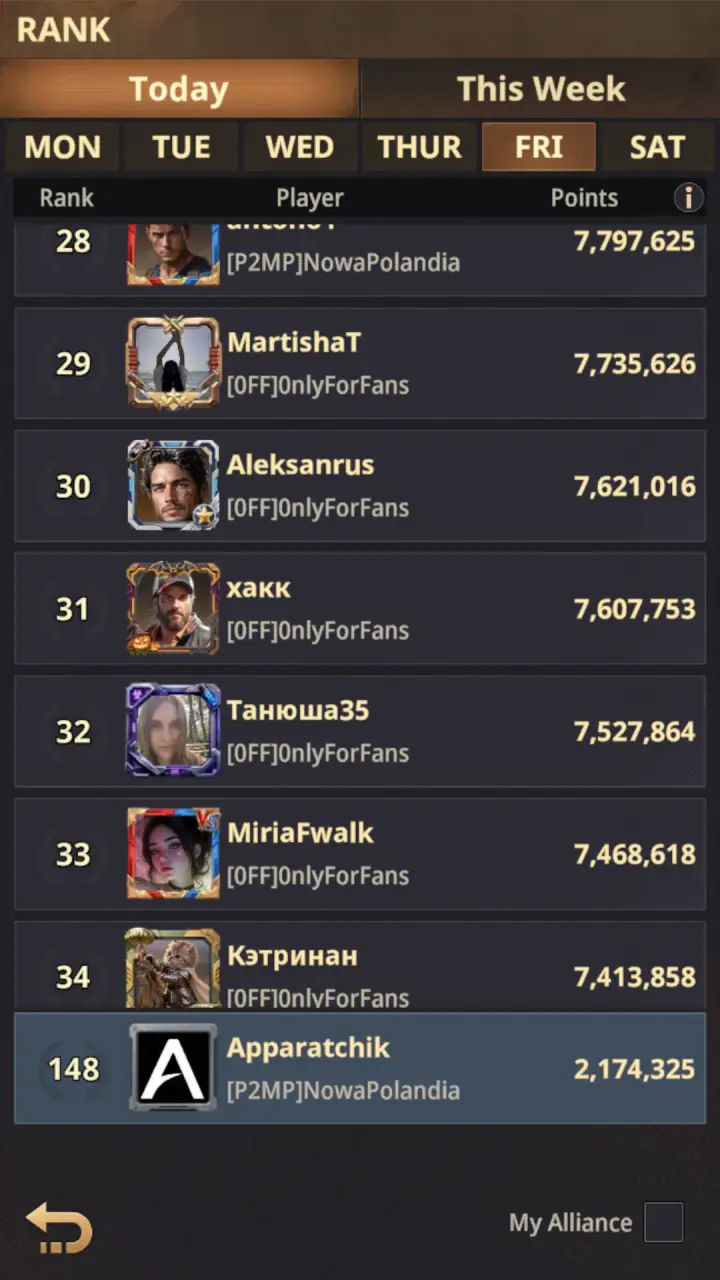 RANK
Today This Week
MON TUE WED THUR FRI SAT
Rank Player Points i
28 7,797,625
[P2MP]NowaPolandia
MartishaT
29 7,735,626
[0FF]0nlyForFans
Aleksanrus
30 7,621,016
[0FF]0nlyForFans
хакк
31 7,607,753
[0FF]0nlyForFans
Танюша35
32 7,527,864
[0FF]0nlyForFans
MiriaFwalk
33 7,468,618
[0FF]0nlyForFans
Кэтринан
34 7,413,858
[0FF]0nlyForFans
Apparatchik
148 2,174,325
[P2MP]NowaPolandia
My Alliance